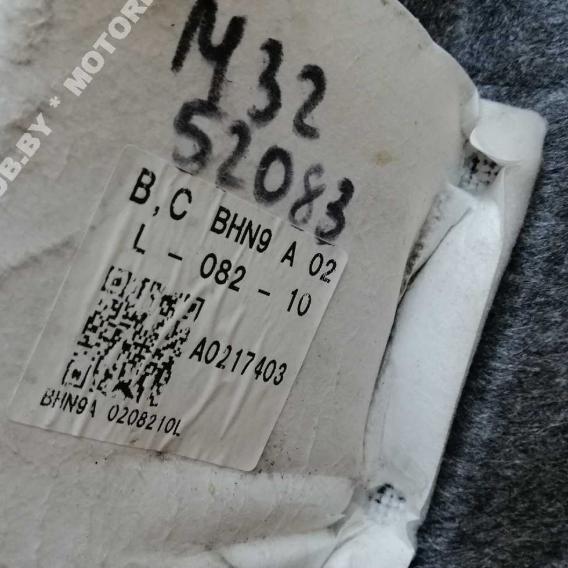 M32
52083
B, C BHN9 A 02
L - 082 - 10
A0217403
BHN9A 0208210L